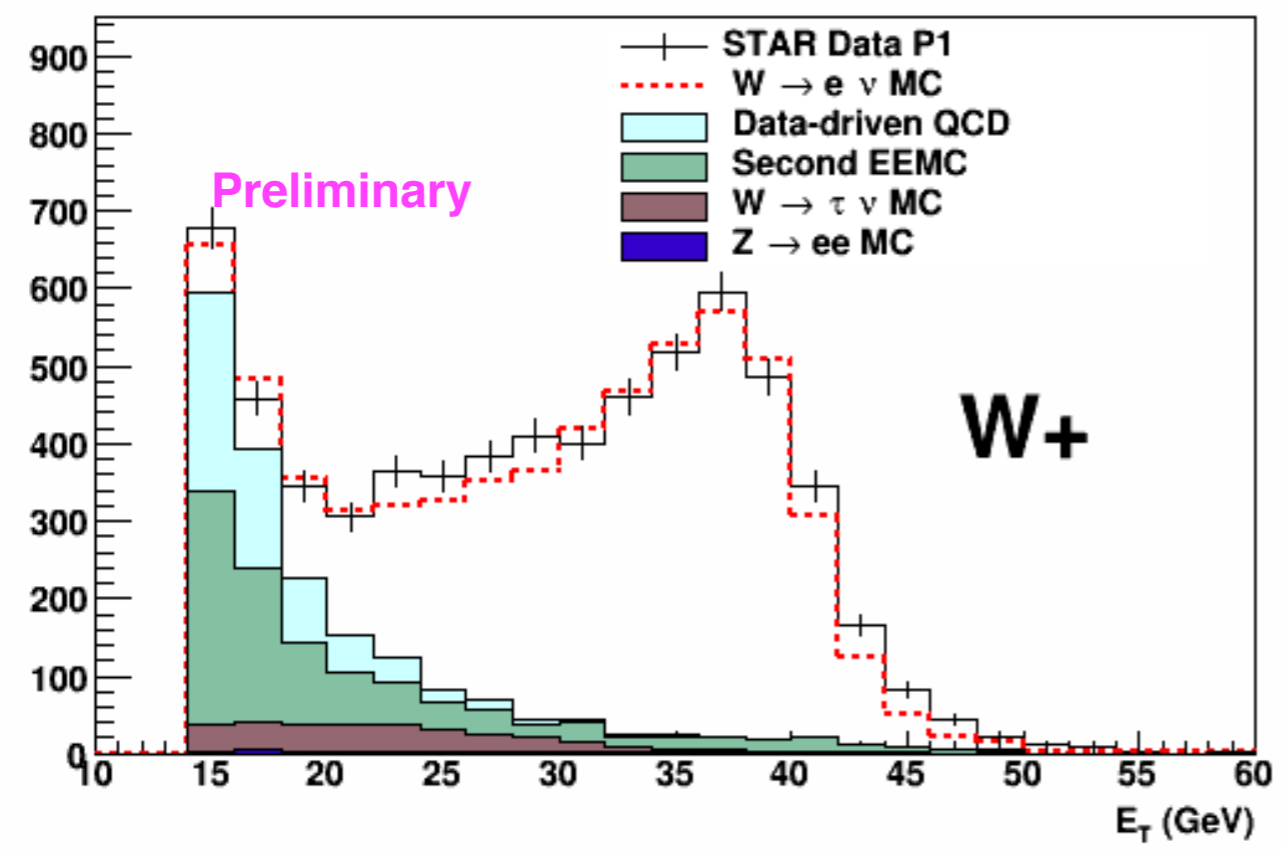 900
800
700
600
500
400
300
200
100
0
STAR Data P1
W → e ν MC
Data-driven QCD
Second EEMC
W → τ ν MC
Z → ee MC
Preliminary
W+
10 15 20 25 30 35 40 45 50 55 60
E_T (GeV)